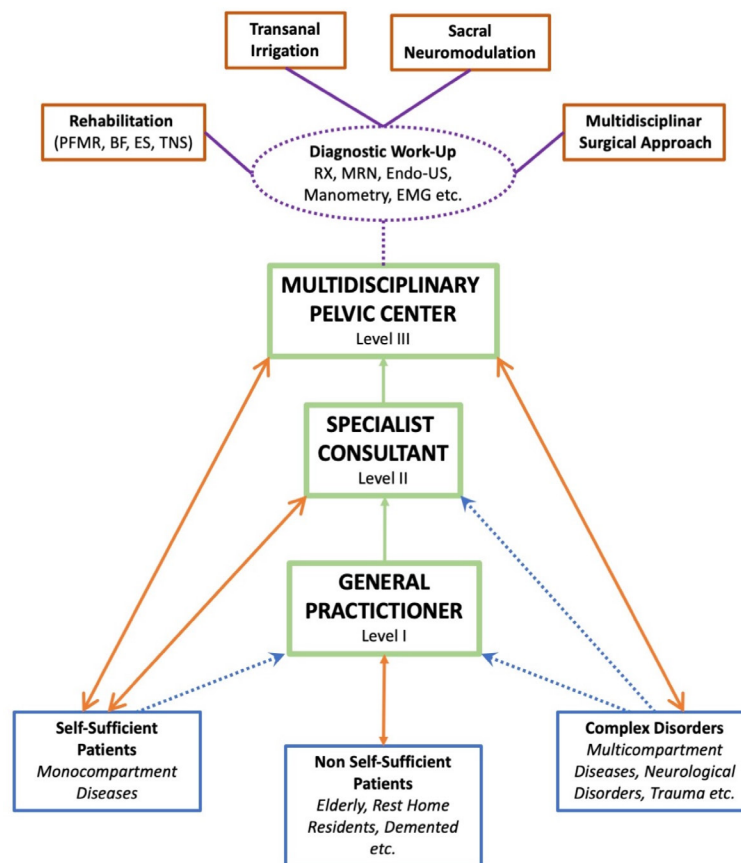 Transanal
Irrigation
Sacral
Neuromodulation
Rehabilitation
(PFMR, BF, ES, TNS)
Multidisciplinar
Surgical Approach
Diagnostic Work-Up
RX, MRN, Endo-US,
Manometry, EMG etc.
MULTIDISCIPLINARY
PELVIC CENTER
Level III
SPECIALIST
CONSULTANT
Level II
GENERAL
PRACTICTIONER
Level I
Self-Sufficient
Patients
Monocompartment
Diseases
Non Self-Sufficient
Patients
Elderly, Rest Home
Residents, Demented
etc.
Complex Disorders
Multicompartment
Diseases, Neurological
Disorders, Trauma etc.